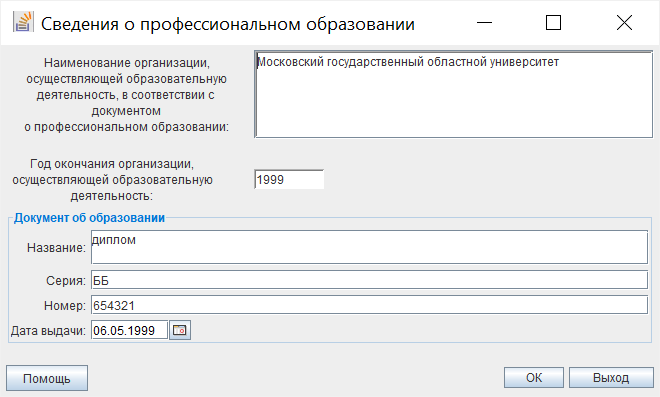 Сведения о профессиональном образовании
Наименование организации,
осуществляющей образовательную
деятельность, в соответствии с
документом
о профессиональном образовании:
Московский государственный областной университет
Год окончания организации,
осуществляющей образовательную
деятельность:
1999
Документ об образовании
Название:
диплом
Серия:
ББ
Номер:
654321
Дата выдачи:
06.05.1999
Помощь
ОК
Выход